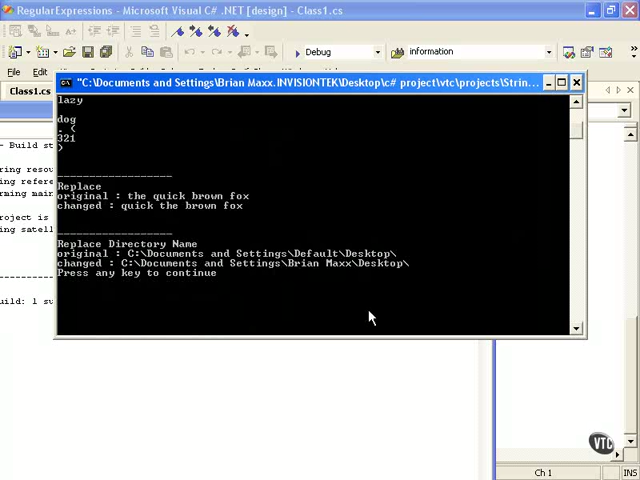 RegularExpressions - Microsoft Visual C# .NET [design] - Class1.cs
Debug
information
File Edit
"C:\Documents and Settings\Brian Maxx.INVISIONTEK\Desktop\c# project\vtc\projects\Strin...
Class1.cs
lazy
dog
. (
321
)
- Build st
ring resou
ing refere
orming main
roject is
ing satell
uild: 1 su
------------------
Replace
original : the quick brown fox
changed : quick the brown fox
------------------
Replace Directory Name
original : C:\Documents and Settings\Default\Desktop\
changed : C:\Documents and Settings\Brian Maxx\Desktop\
Press any key to continue
VTC
Ch 1
INS